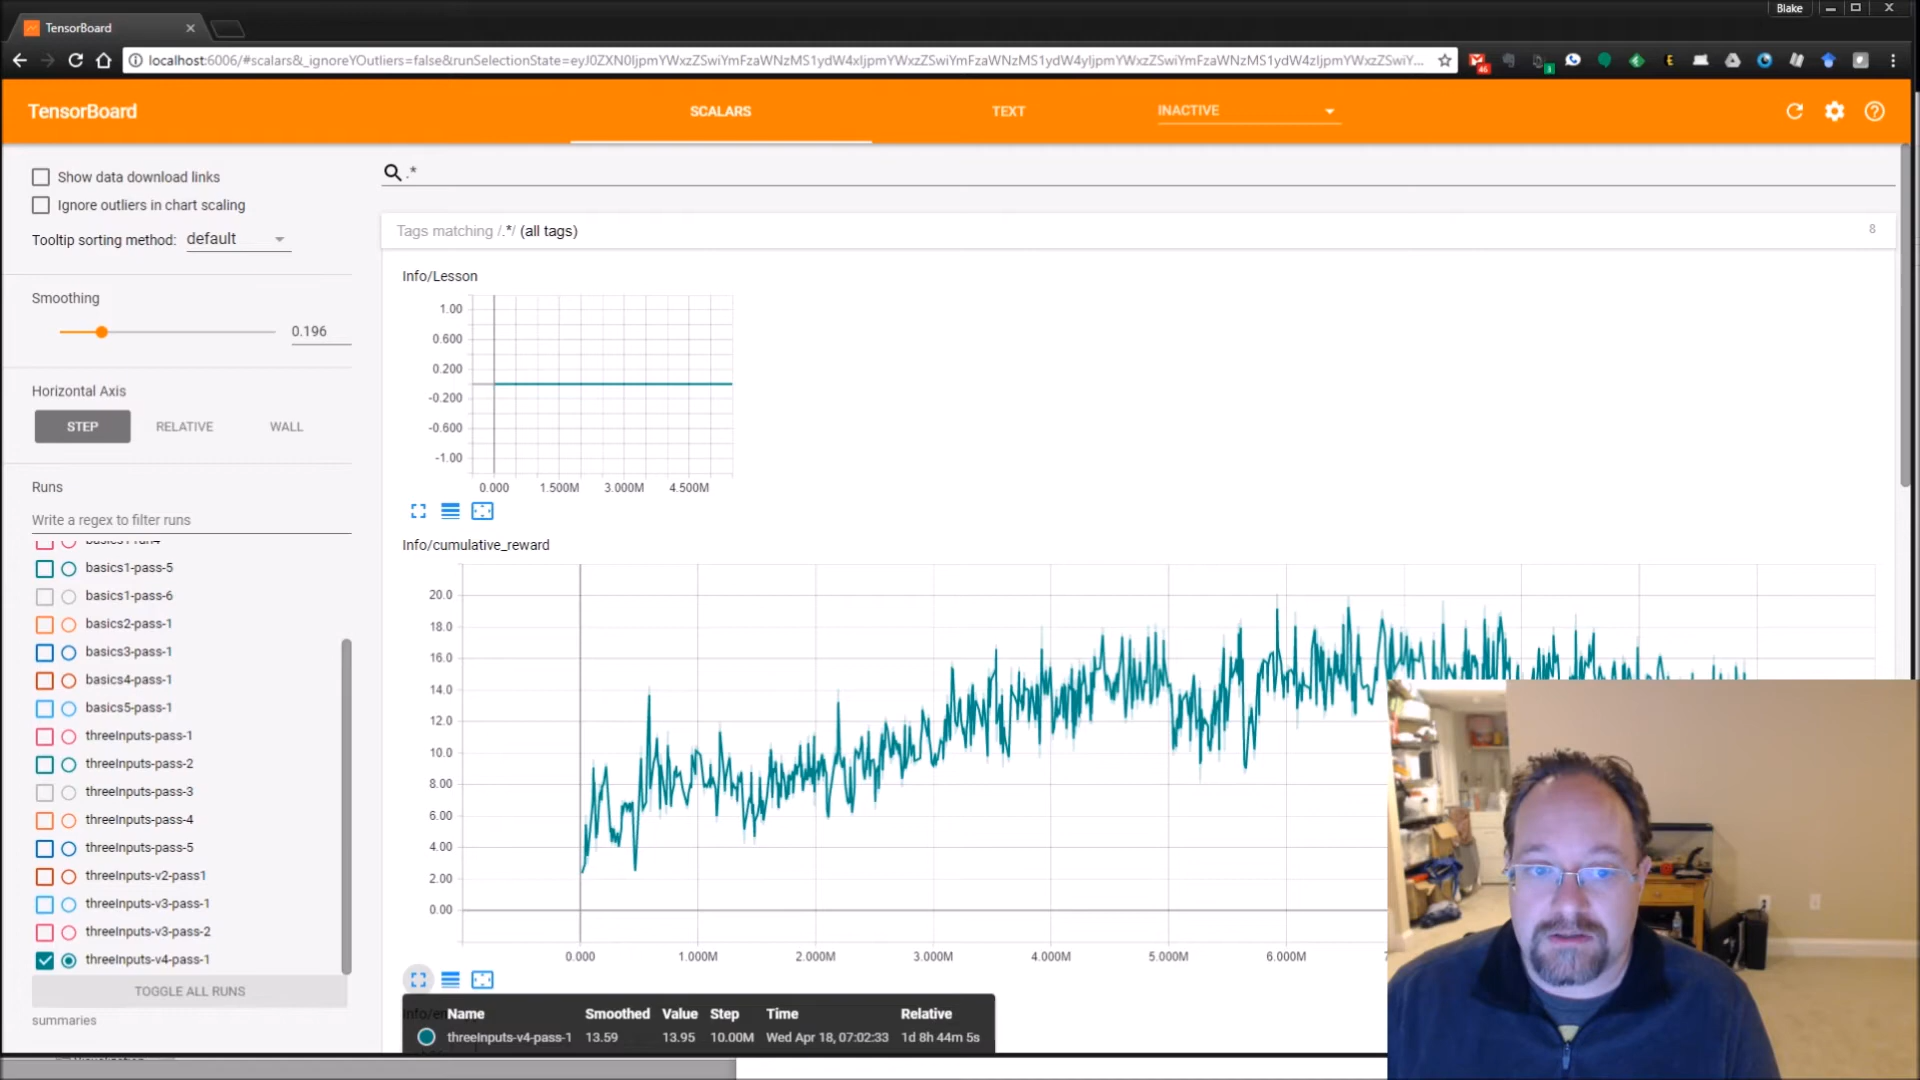 Blake
TensorBoard
localhost:6006/#scalars&_ignoreYOutliers=false&runSelectionState=eyJ0ZXN0IjpmYWxzZSwiYmFzaWNzMS1ydW4xIjpmYWxzZSwiYmFzaWNzMS1ydW4yIjpmYWxzZSwiYmFzaWNzMS1ydW4zIjpmYWxzZSwiY...
46
1
TensorBoard
SCALARS
TEXT
INACTIVE
Show data download links
Ignore outliers in chart scaling
Tooltip sorting method: default
Smoothing
0.196
Horizontal Axis
STEP RELATIVE WALL
Runs
Write a regex to filter runs
basics1-run4
basics1-pass-5
basics1-pass-6
basics2-pass-1
basics3-pass-1
basics4-pass-1
basics5-pass-1
threeInputs-pass-1
threeInputs-pass-2
threeInputs-pass-3
threeInputs-pass-4
threeInputs-pass-5
threeInputs-v2-pass1
threeInputs-v3-pass-1
threeInputs-v3-pass-2
threeInputs-v4-pass-1
TOGGLE ALL RUNS
summaries
.*
Tags matching /.*/ (all tags)
8
Info/Lesson
1.00
0.600
0.200
-0.200
-0.600
-1.00
0.000 1.500M 3.000M 4.500M
Info/cumulative_reward
20.0
18.0
16.0
14.0
12.0
10.0
8.00
6.00
4.00
2.00
0.00
0.000 1.000M 2.000M 3.000M 4.000M 5.000M 6.000M
Name Smoothed Value Step Time Relative
threeInputs-v4-pass-1 13.59 13.95 10.00M Wed Apr 18, 07:02:33 1d 8h 44m 5s